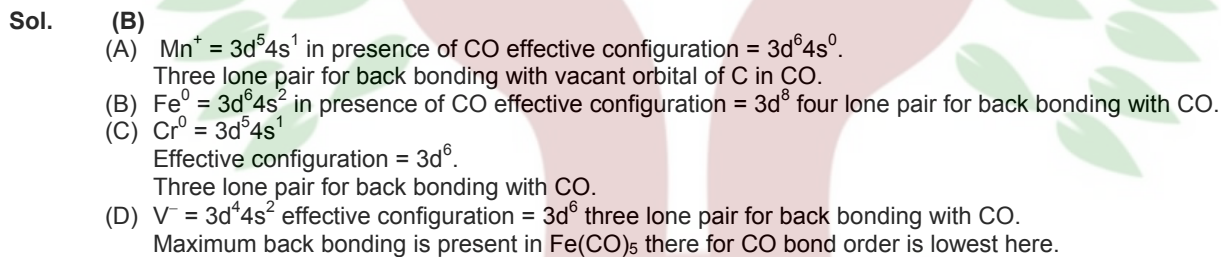 Sol. (B)
(A) Mn⁺ = 3d⁵4s¹ in presence of CO effective configuration = 3d⁶4s⁰.
Three lone pair for back bonding with vacant orbital of C in CO.
(B) Fe⁰ = 3d⁶4s² in presence of CO effective configuration = 3d⁸ four lone pair for back bonding with CO.
(C) Cr⁰ = 3d⁵4s¹
Effective configuration = 3d⁶.
Three lone pair for back bonding with CO.
(D) V⁻ = 3d⁴4s² effective configuration = 3d⁶ three lone pair for back bonding with CO.
Maximum back bonding is present in Fe(CO)₅ there for CO bond order is lowest here.